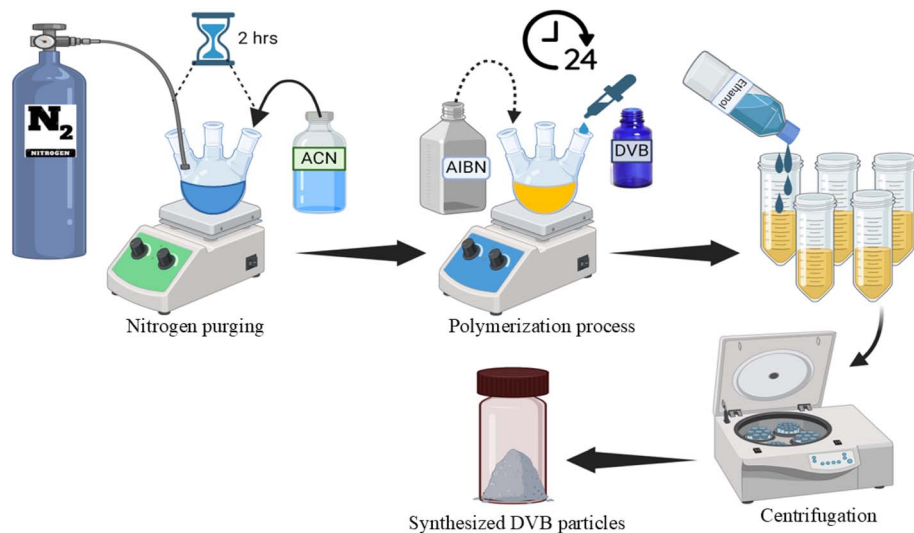 2 hrs
N2
NITROGEN
ACN
Nitrogen purging
24
AIBN
DVB
Polymerization process
Ethanol
Centrifugation
Synthesized DVB particles